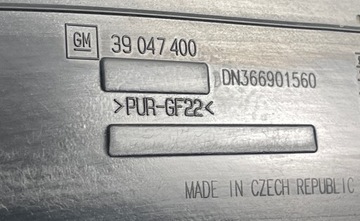 GM 39 047 400
DN366901560
>PUR-GF22<
MADE IN CZECH REPUBLIC